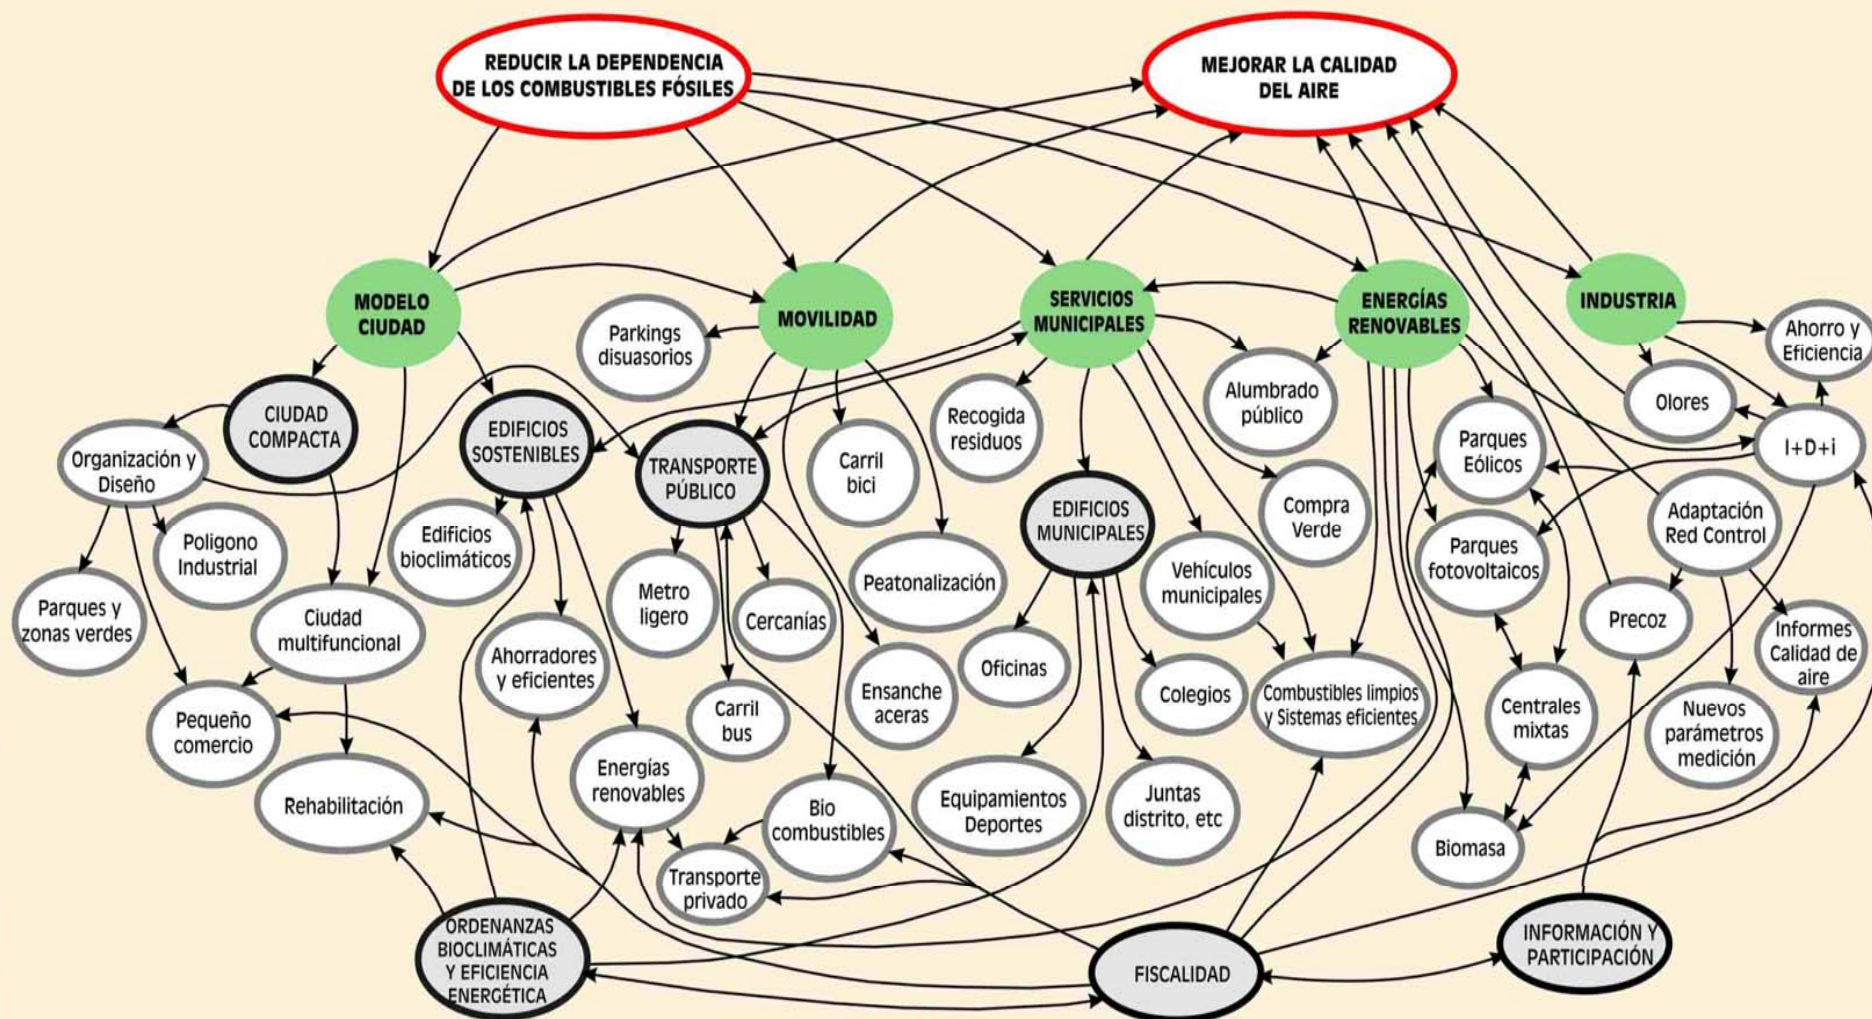 REDUCIR LA DEPENDENCIA
DE LOS COMBUSTIBLES FÓSILES
MEJORAR LA CALIDAD
DEL AIRE
MODELO
CIUDAD
MOVILIDAD
SERVICIOS
MUNICIPALES
ENERGÍAS
RENOVABLES
INDUSTRIA
Parkings
disuasorios
Ahorro y
Eficiencia
CIUDAD
COMPACTA
EDIFICIOS
SOSTENIBLES
Recogida
residuos
Alumbrado
público
Olores
Organización y
Diseño
TRANSPORTE
PÚBLICO
Carril
bici
Parques
Eólicos
I+D+i
EDIFICIOS
MUNICIPALES
Compra
Verde
Adaptación
Red Control
Poligono
Industrial
Edificios
bioclimáticos
Peatonalización
Vehículos
municipales
Parques
fotovoltaicos
Parques y
zonas verdes
Ciudad
multifuncional
Metro
ligero
Cercanías
Precoz
Informes
Calidad de
aire
Ahorradores
y eficientes
Oficinas
Ensanche
aceras
Colegios
Combustibles limpios
y Sistemas eficientes
Centrales
mixtas
Nuevos
parámetros
medición
Pequeño
comercio
Carril
bus
Energías
renovables
Rehabilitación
Bio
combustibles
Equipamientos
Deportes
Juntas
distrito, etc
Biomasa
Transporte
privado
ORDENANZAS
BIOCLIMÁTICAS
Y EFICIENCIA
ENERGÉTICA
FISCALIDAD
INFORMACIÓN Y
PARTICIPACIÓN